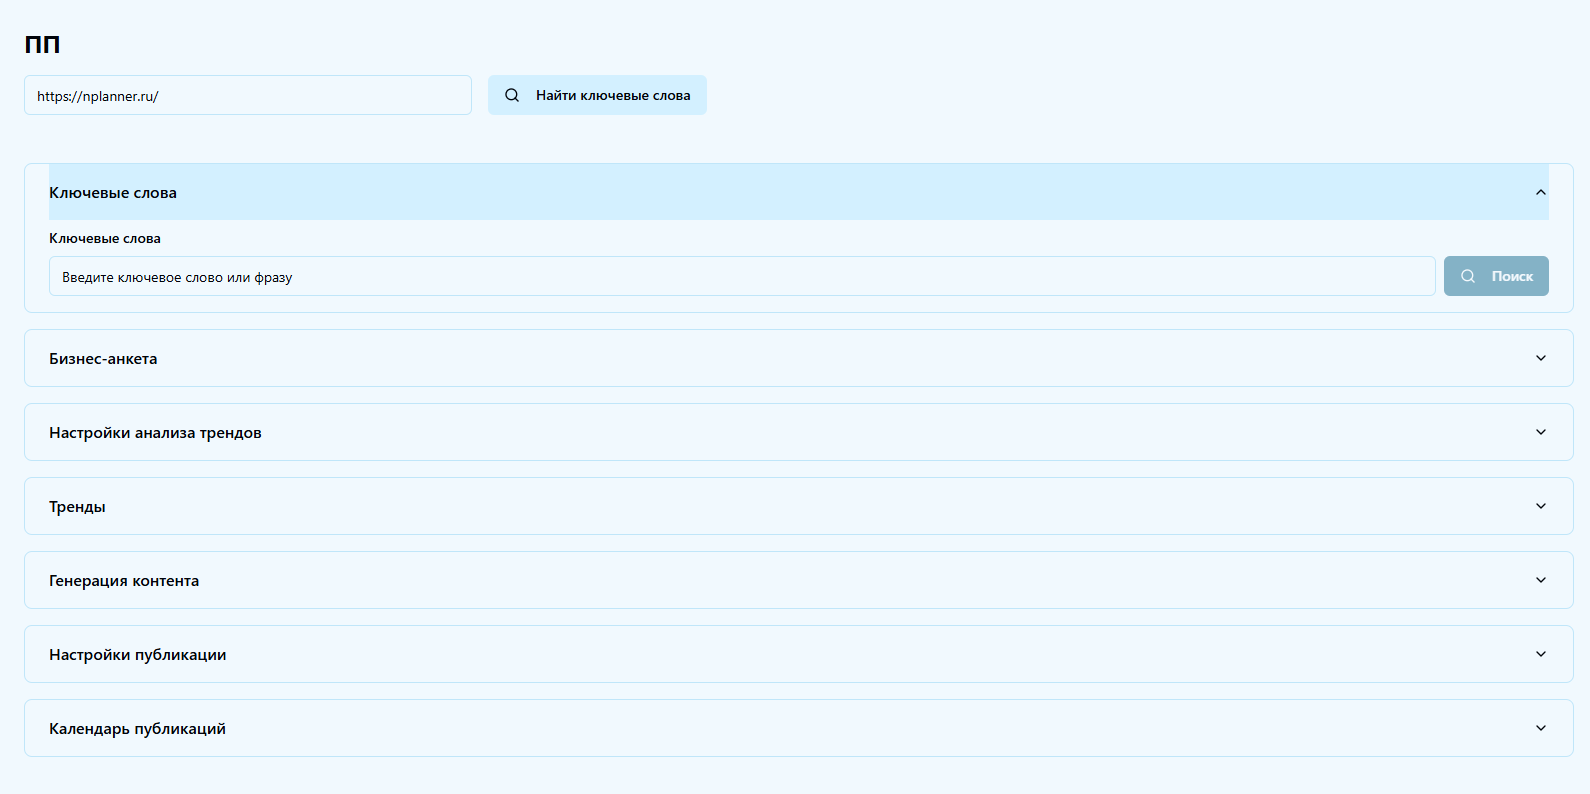 ПП
https://nplanner.ru/
Найти ключевые слова
Ключевые слова
Ключевые слова
Введите ключевое слово или фразу
Поиск
Бизнес-анкета
Настройки анализа трендов
Тренды
Генерация контента
Настройки публикации
Календарь публикаций